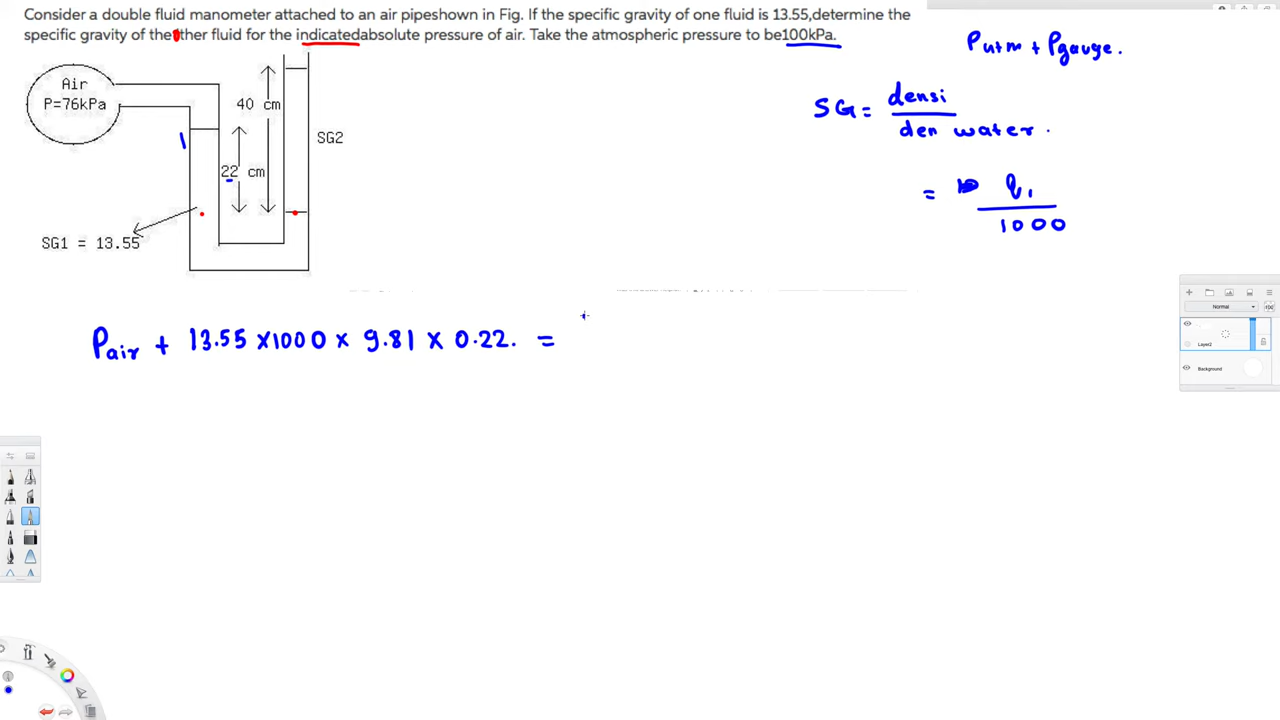 Consider a double fluid manometer attached to an air pipeshown in Fig. If the specific gravity of one fluid is 13.55,determine the
specific gravity of the ther fluid for the indicatedabsolute pressure of air. Take the atmospheric pressure to be100kPa.
Patm + Pgauge.
Air
P=76kPa
40 cm
SG2
1
22 cm
SG1 = 13.55
SG = densi
den water.
=
1000
Pair + 13.55 x1000 x 9.81 x 0.22. =
Normal
Layer2
Background